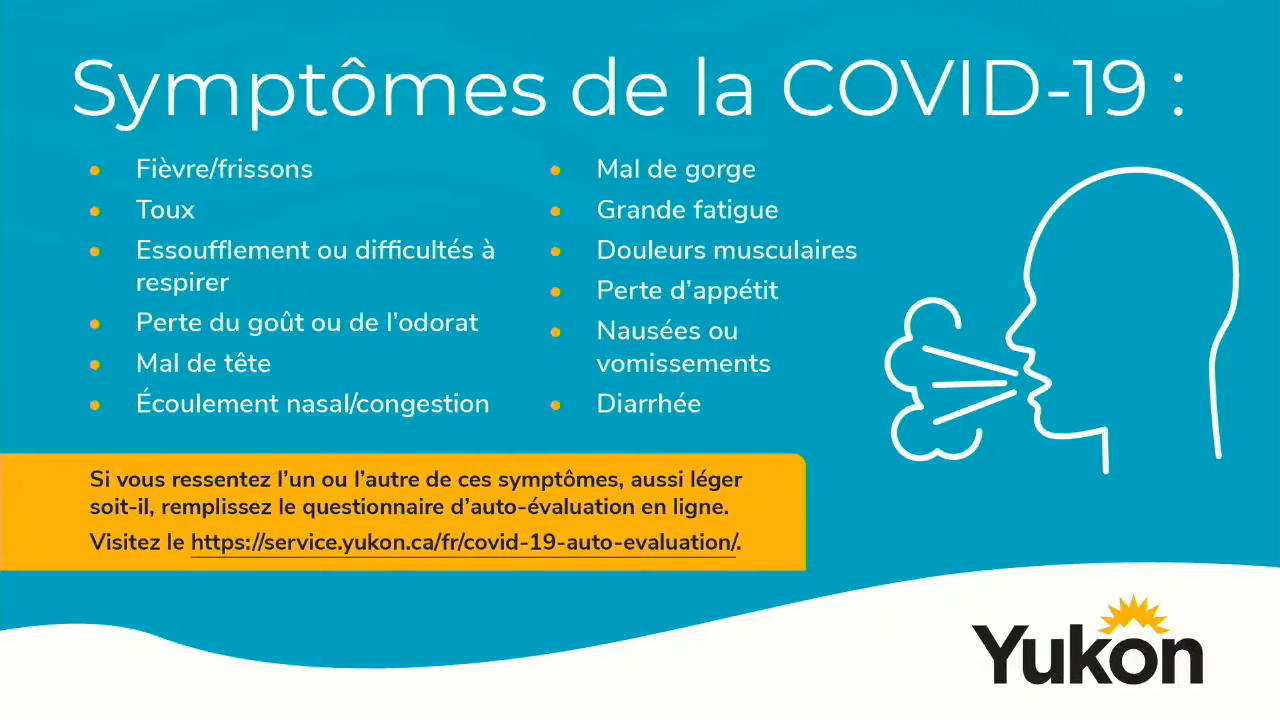 Symptômes de la COVID-19 :
Fièvre/frissons
Toux
Essoufflement ou difficultés à
respirer
Perte du goût ou de l'odorat
Mal de tête
Écoulement nasal/congestion
Mal de gorge
Grande fatigue
Douleurs musculaires
Perte d'appétit
Nausées ou
vomissements
Diarrhée
Si vous ressentez l'un ou l'autre de ces symptômes, aussi léger
soit-il, remplissez le questionnaire d'auto-évaluation en ligne.
Visitez le https://service.yukon.ca/fr/covid-19-auto-evaluation/.
Yukon